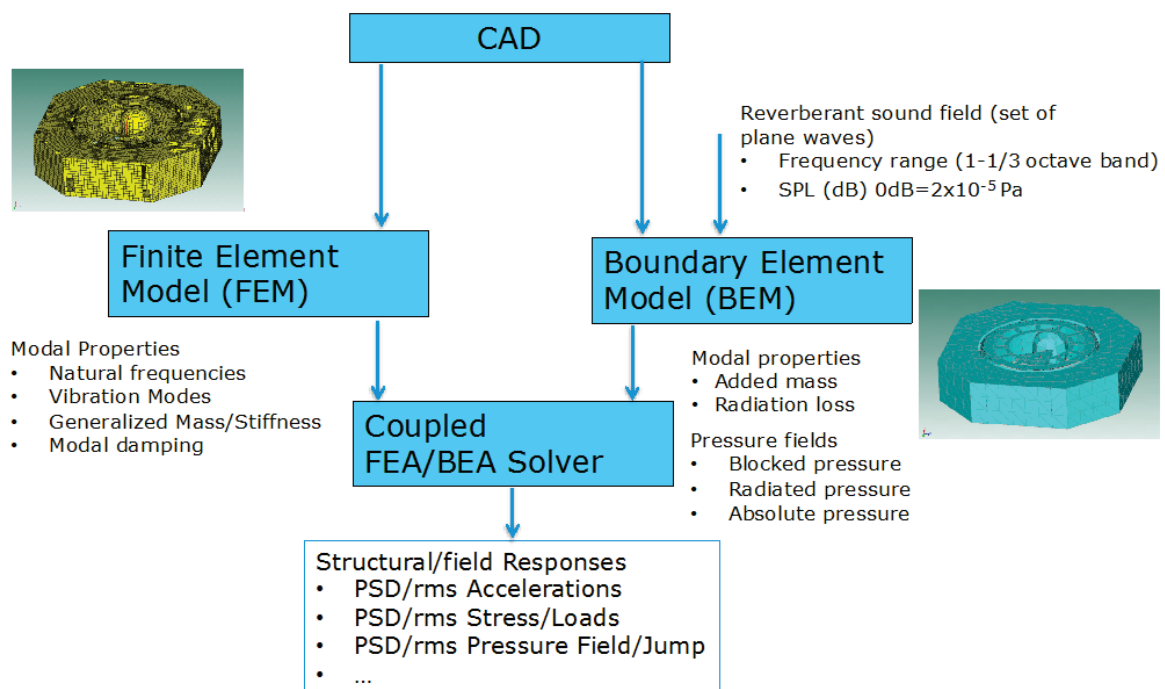 CAD
Reverberant sound field (set of
plane waves)
• Frequency range (1-1/3 octave band)
• SPL (dB) 0dB=2x10⁻⁵ Pa
Finite Element
Model (FEM)
Boundary Element
Model (BEM)
Modal Properties
• Natural frequencies
• Vibration Modes
• Generalized Mass/Stiffness
• Modal damping
Modal properties
• Added mass
• Radiation loss
Pressure fields
• Blocked pressure
• Radiated pressure
• Absolute pressure
Coupled
FEA/BEA Solver
Structural/field Responses
• PSD/rms Accelerations
• PSD/rms Stress/Loads
• PSD/rms Pressure Field/Jump
• ...